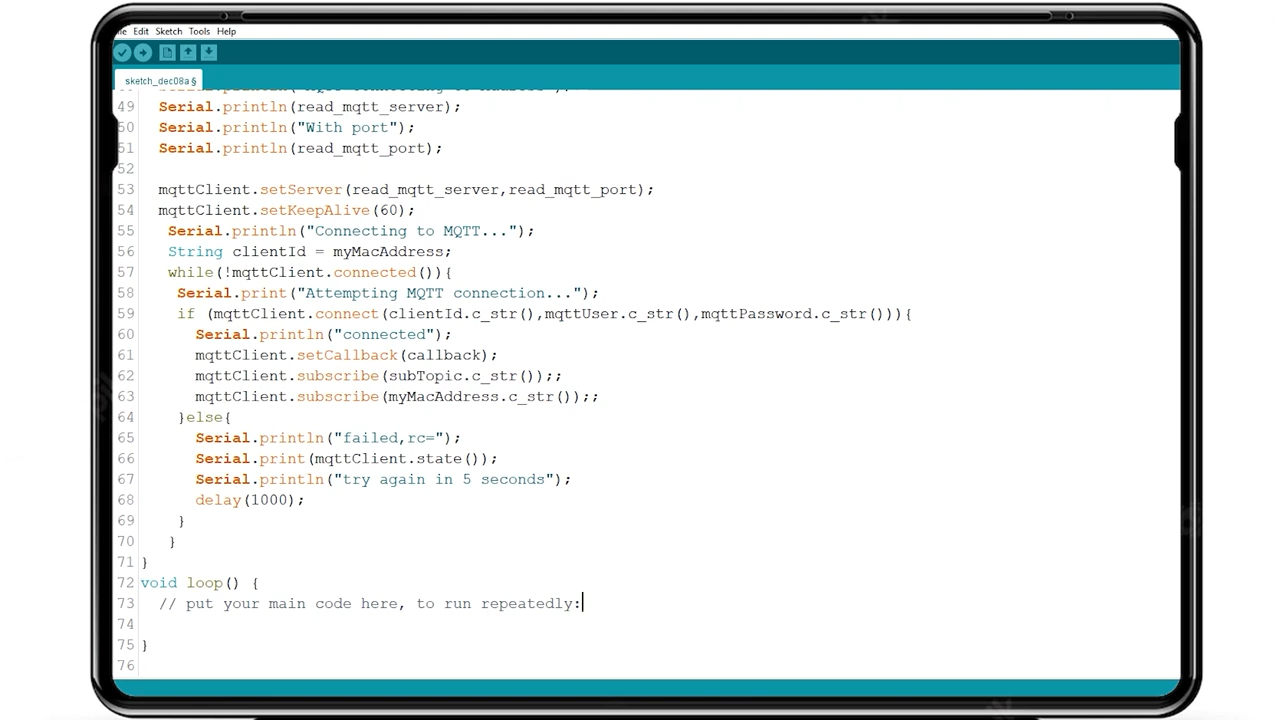 Edit Sketch Tools Help
sketch_dec08a §
49 Serial.println(read_mqtt_server);
50 Serial.println("With port");
51 Serial.println(read_mqtt_port);
52
53 mqttClient.setServer(read_mqtt_server,read_mqtt_port);
54 mqttClient.setKeepAlive(60);
55 Serial.println("Connecting to MQTT...");
56 String clientId = myMacAddress;
57 while(!mqttClient.connected()){
58 Serial.print("Attempting MQTT connection...");
59 if (mqttClient.connect(clientId.c_str(),mqttUser.c_str(),mqttPassword.c_str())){
60 Serial.println("connected");
61 mqttClient.setCallback(callback);
62 mqttClient.subscribe(subTopic.c_str());;
63 mqttClient.subscribe(myMacAddress.c_str());;
64 }else{
65 Serial.println("failed,rc=");
66 Serial.print(mqttClient.state());
67 Serial.println("try again in 5 seconds");
68 delay(1000);
69 }
70 }
71 }
72 void loop() {
73 // put your main code here, to run repeatedly:
74
75 }
76